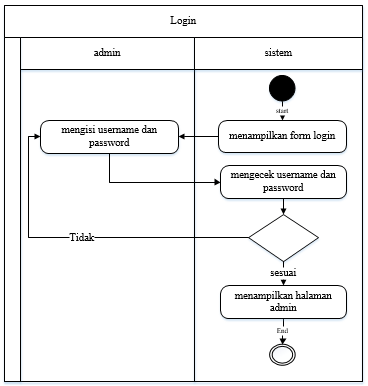 Login
admin
sistem
start
menampilkan form login
mengisi username dan
password
mengecek username dan
password
Tidak
sesuai
menampilkan halaman
admin
End